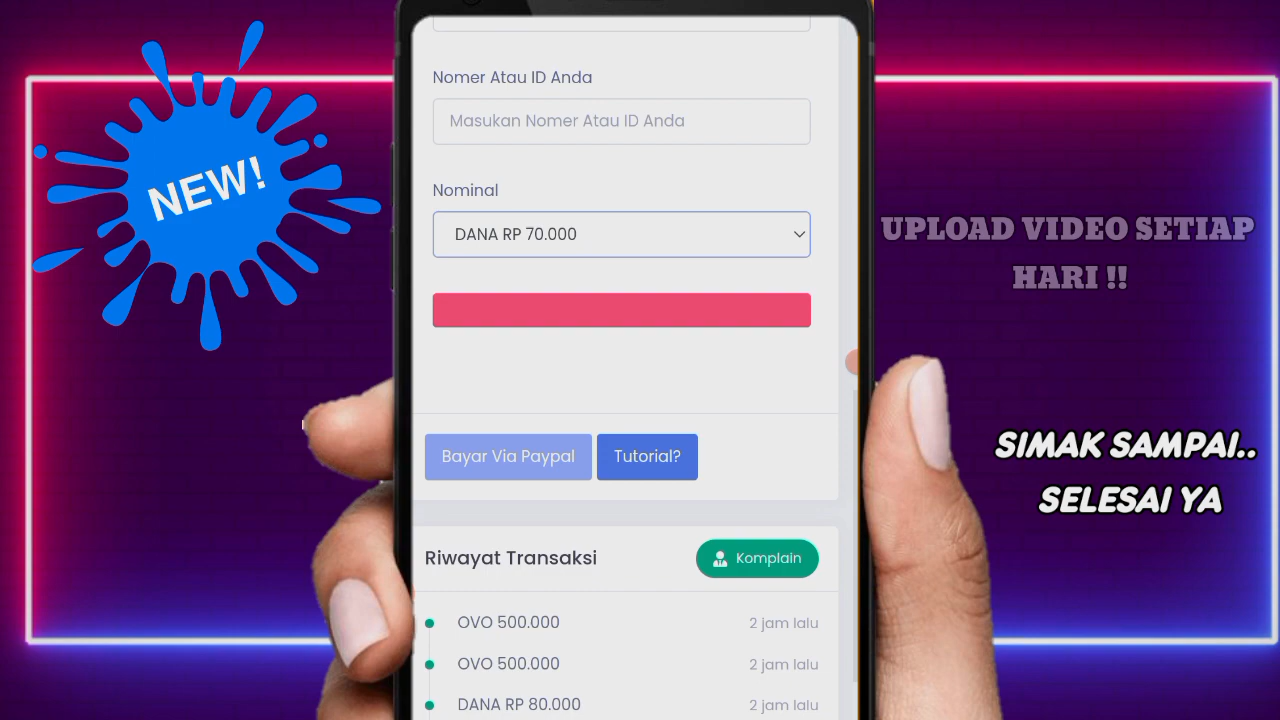 NEW!
Nomer Atau ID Anda
Masukan Nomer Atau ID Anda
Nominal
DANA RP 70.000
Bayar Via Paypal
Tutorial?
Riwayat Transaksi
Komplain
OVO 500.000
2 jam lalu
OVO 500.000
2 jam lalu
DANA RP 80.000
2 jam lalu
UPLOAD VIDEO SETIAP
HARI !!
SIMAK SAMPAI..
SELESAI YA